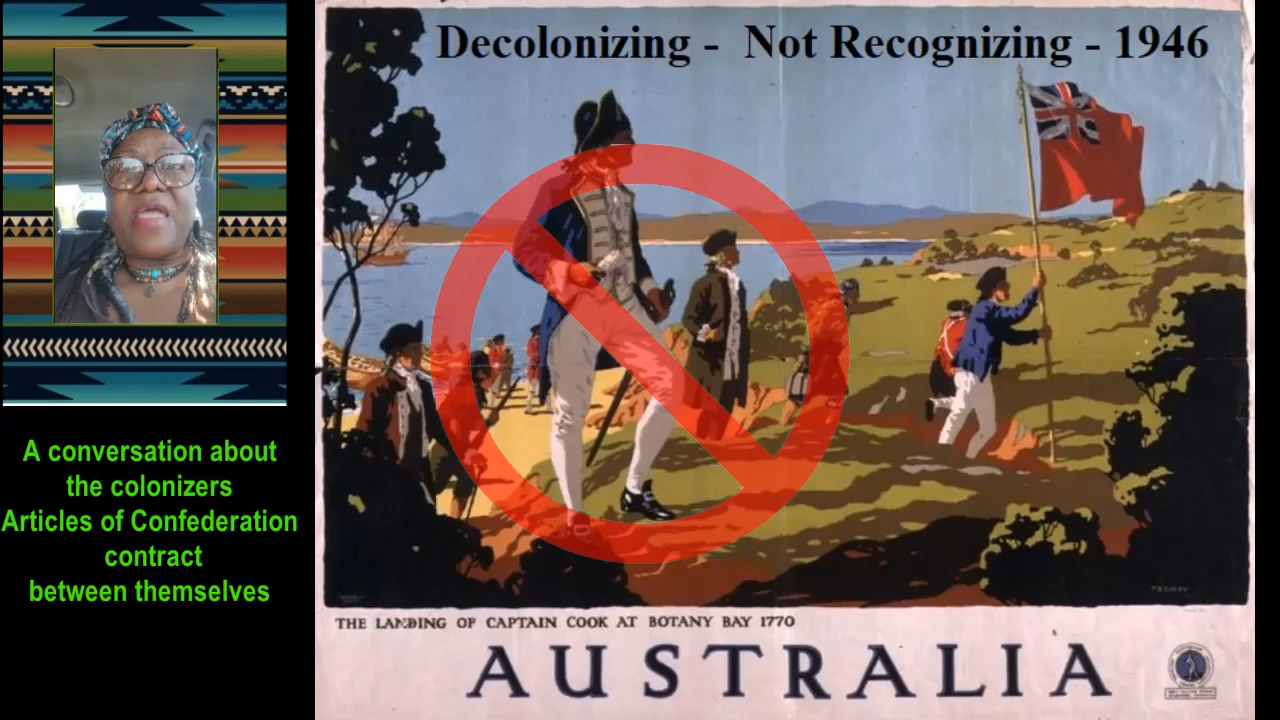 Decolonizing - Not Recognizing - 1946
A conversation about
the colonizers
Articles of Confederation
contract
between themselves
THE LANDING OF CAPTAIN COOK AT BOTANY BAY 1770
AUSTRALIA